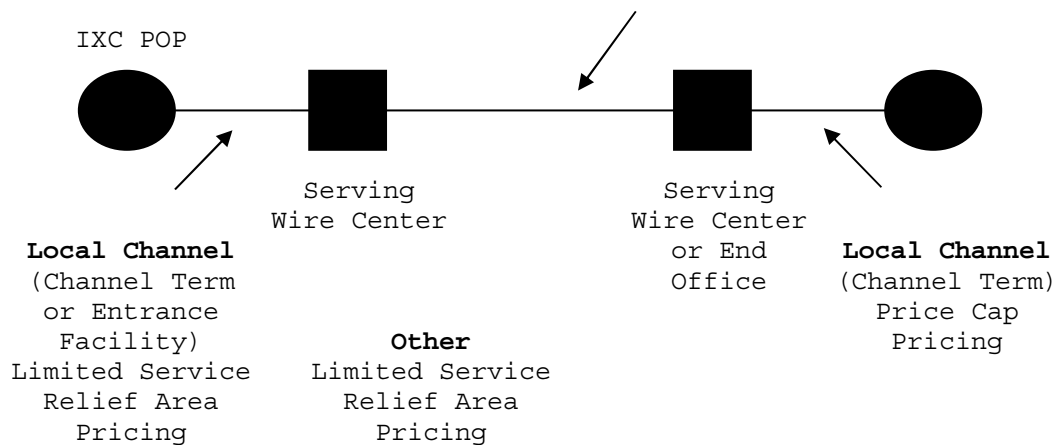 IXC POP
Serving
Wire Center
Serving
Wire Center
or End
Office
Local Channel
(Channel Term
or Entrance
Facility)
Limited Service
Relief Area
Pricing
Other
Limited Service
Relief Area
Pricing
Local Channel
(Channel Term)
Price Cap
Pricing